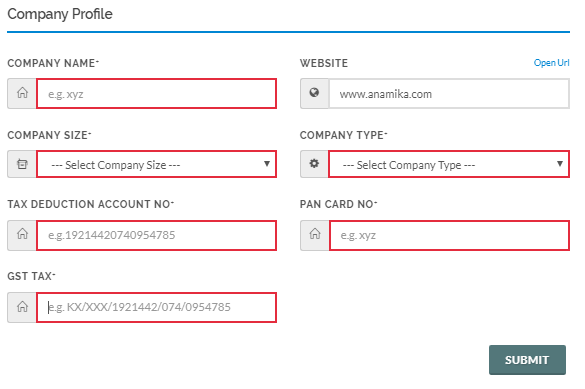 Company Profile
COMPANY NAME*
WEBSITE
Open Url
e.g. xyz
www.anamika.com
COMPANY SIZE*
COMPANY TYPE*
--- Select Company Size ---
--- Select Company Type ---
TAX DEDUCTION ACCOUNT NO*
PAN CARD NO*
e.g.19214420740954785
e.g. xyz
GST TAX*
e.g. KX/XXX/1921442/074/0954785
SUBMIT